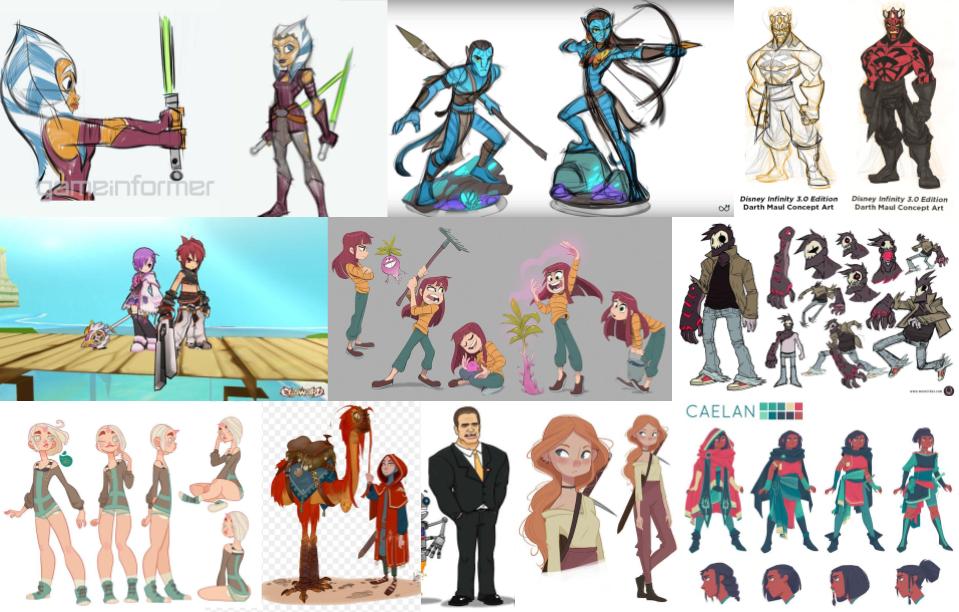 gameinformer
Disney Infinity 3.0 Edition
Darth Maul Concept Art
Disney Infinity 3.0 Edition
Darth Maul Concept Art
CAELAN